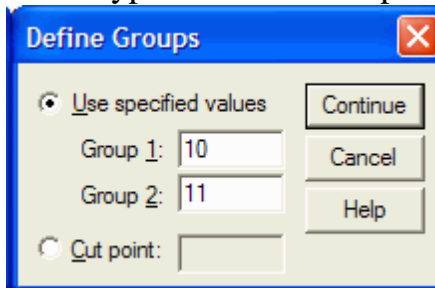 Define Groups
Use specified values
Continue
Group 1: 10
Cancel
Group 2: 11
Help
Cut point: